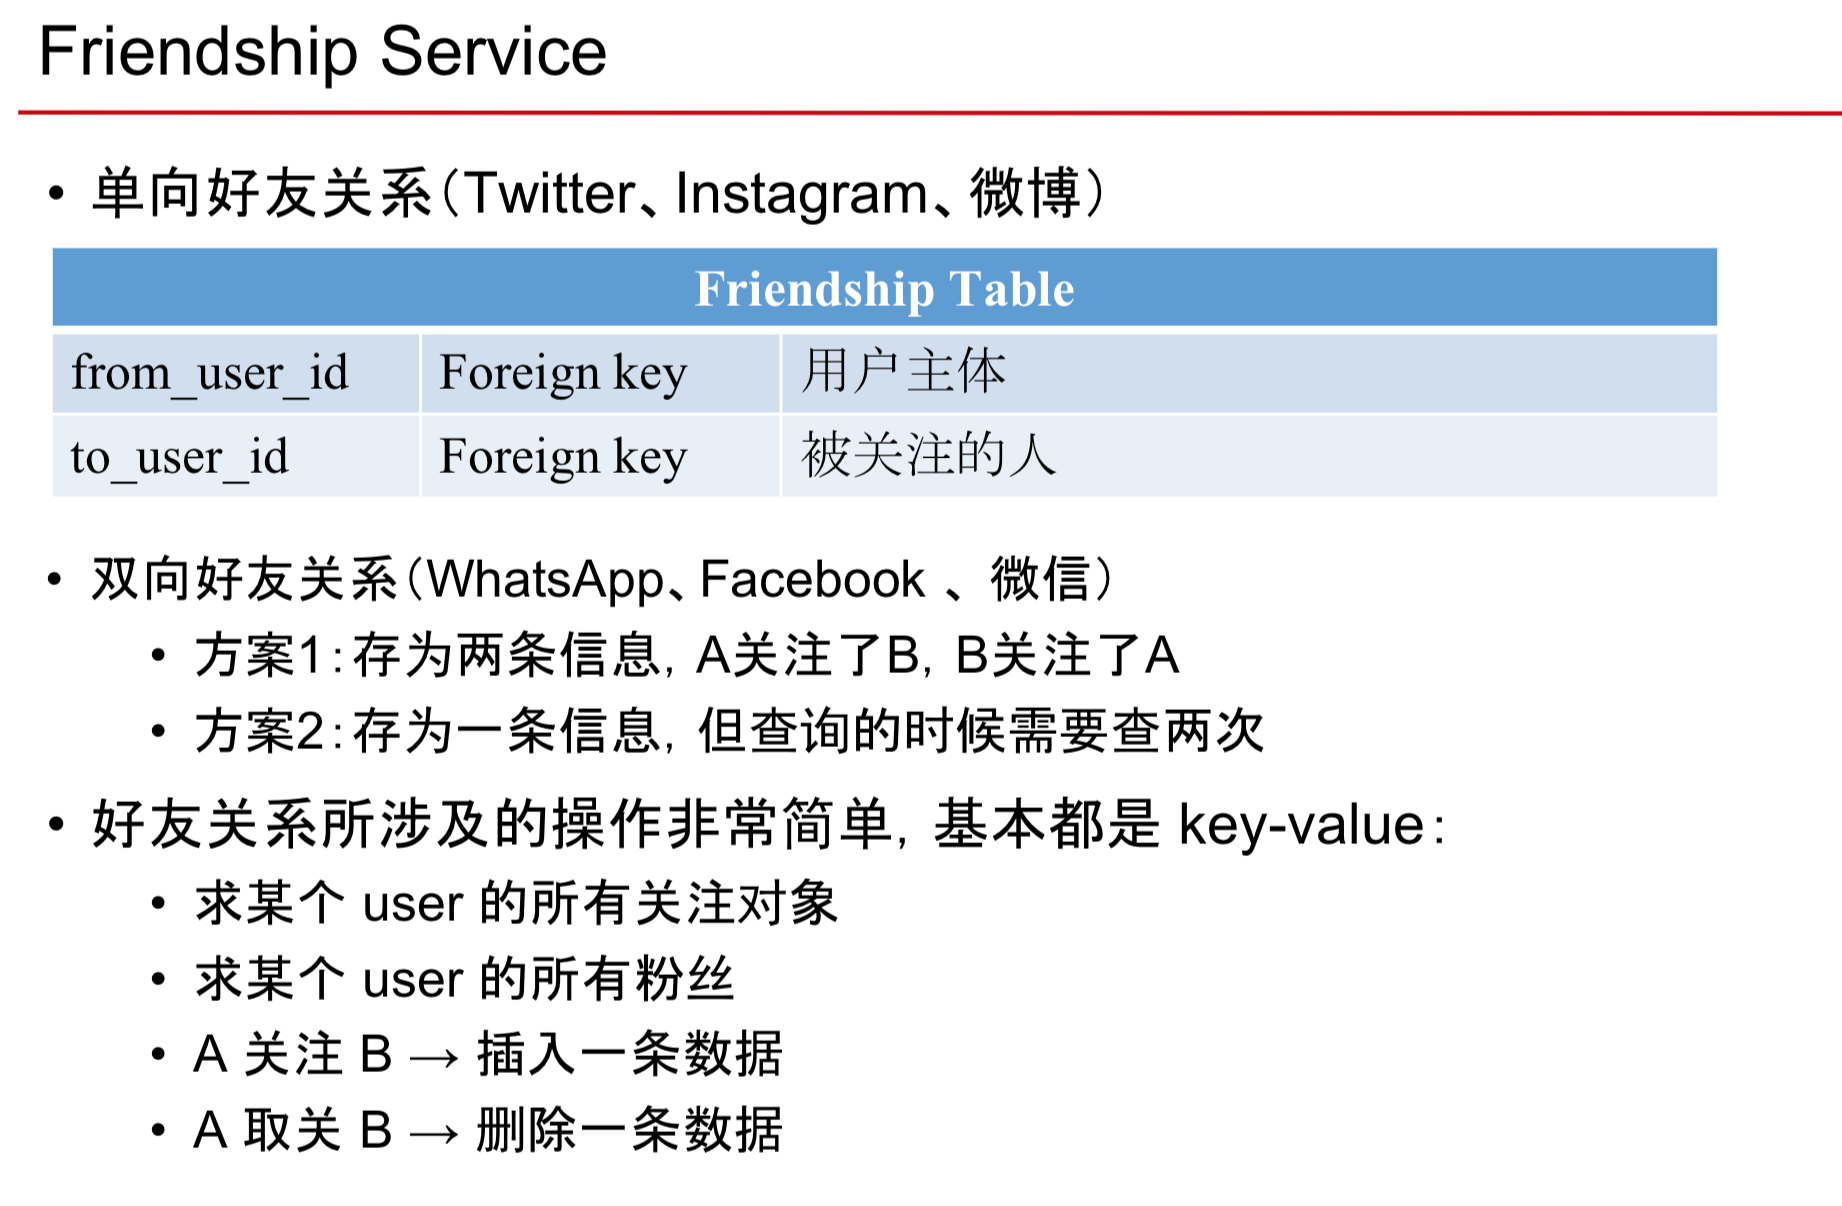 Friendship Service
• 单向好友关系（Twitter、Instagram、微博）
Friendship Table
from_user_id Foreign key 用户主体
to_user_id Foreign key 被关注的人
• 双向好友关系（WhatsApp、Facebook 、微信）
• 方案1：存为两条信息，A关注了B，B关注了A
• 方案2：存为一条信息，但查询的时候需要查两次
• 好友关系所涉及的操作非常简单，基本都是 key-value：
• 求某个 user 的所有关注对象
• 求某个 user 的所有粉丝
• A 关注 B → 插入一条数据
• A 取关 B → 删除一条数据